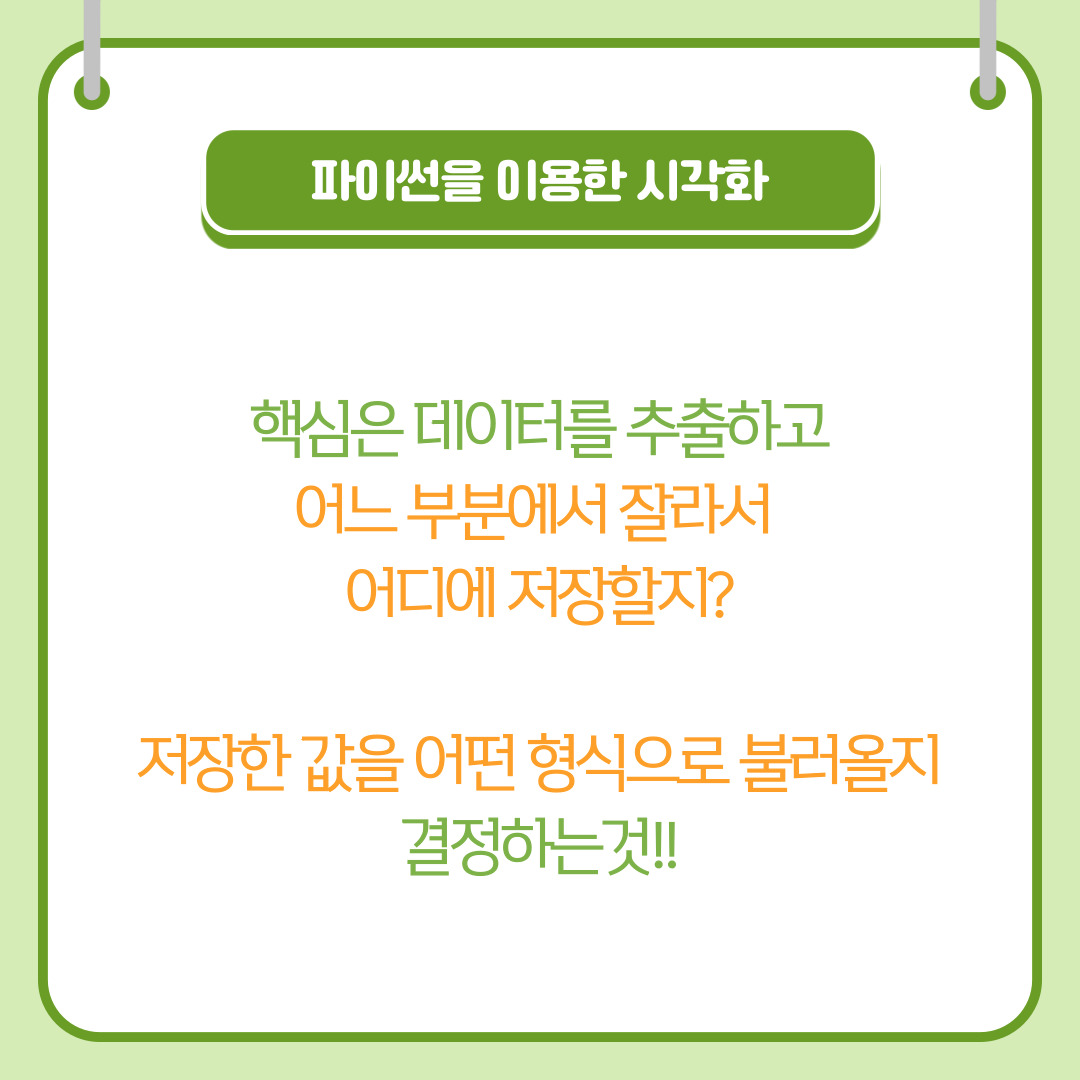 파이썬을 이용한 시각화
핵심은 데이터를 추출하고
어느 부분에서 잘라서
어디에 저장할지?
저장한 값을 어떤 형식으로 불러올지
결정하는것!!